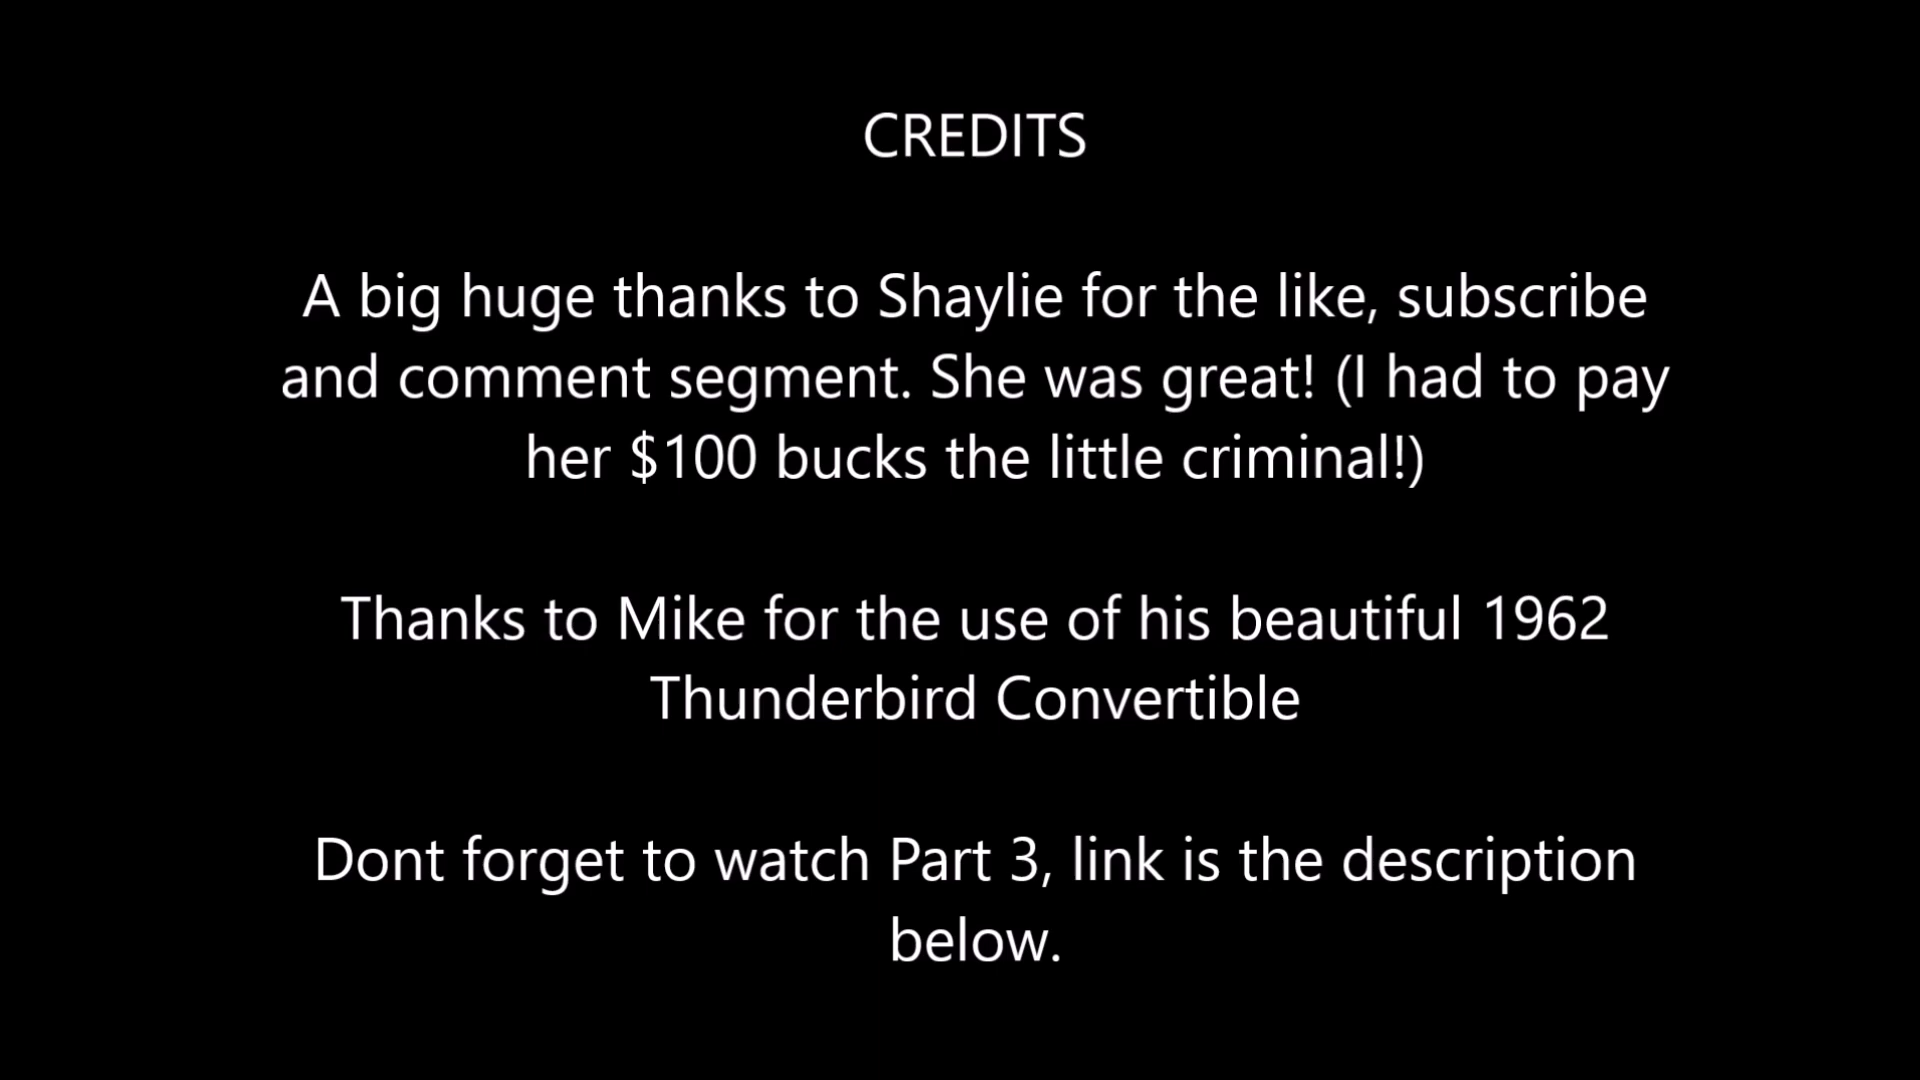 CREDITS
A big huge thanks to Shaylie for the like, subscribe
and comment segment. She was great! (I had to pay
her $100 bucks the little criminal!)
Thanks to Mike for the use of his beautiful 1962
Thunderbird Convertible
Dont forget to watch Part 3, link is the description
below.